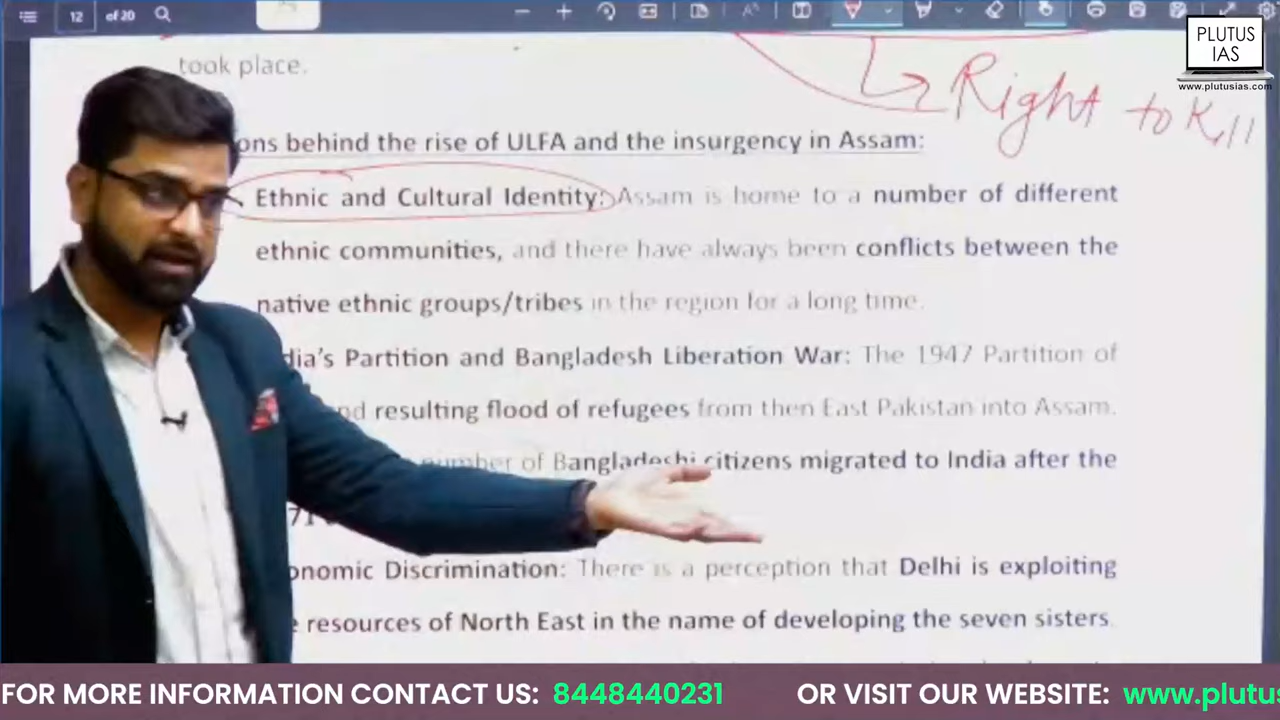 12 of 20
PLUTUS
IAS
www.plutusias.com
took place.
Right to Kill
ons behind the rise of ULFA and the insurgency in Assam:
Ethnic and Cultural Identity: Assam is home to a number of different
ethnic communities, and there have always been conflicts between the
native ethnic groups/tribes in the region for a long time.
dia's Partition and Bangladesh Liberation War: The 1947 Partition of
nd resulting flood of refugees from then East Pakistan into Assam.
number of Bangladeshi citizens migrated to India after the
71
onomic Discrimination: There is a perception that Delhi is exploiting
e resources of North East in the name of developing the seven sisters.
FOR MORE INFORMATION CONTACT US: 8448440231 OR VISIT OUR WEBSITE: www.plutus